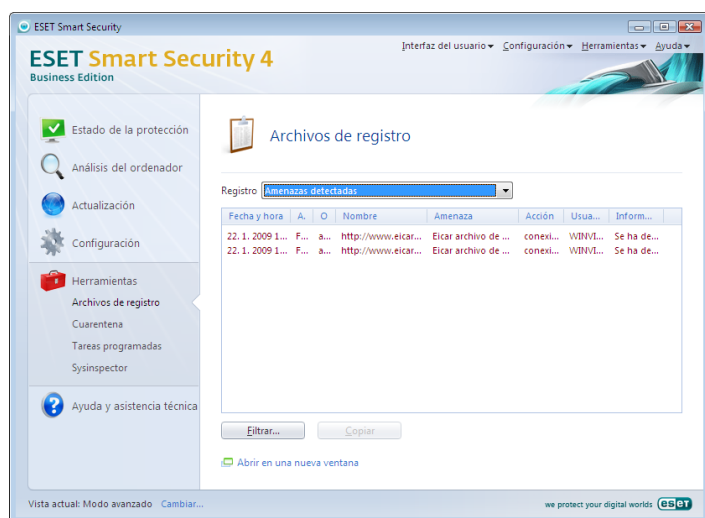 ESET Smart Security
Interfaz del usuario Configuración Herramientas Ayuda
ESET Smart Security 4
Business Edition
Estado de la protección
Análisis del ordenador
Actualización
Configuración
Herramientas
Archivos de registro
Cuarentena
Tareas programadas
Sysinspector
Ayuda y asistencia técnica
Archivos de registro
Registro Amenazas detectadas
Fecha y hora A. O Nombre Amenaza Acción Usua... Inform...
22. 1. 2009 1... F... a... http://www.eicar... Eicar archivo de ... conexi... WINVI... Se ha de...
22. 1. 2009 1... F... a... http://www.eicar... Eicar archivo de ... conexi... WINVI... Se ha de...
Filtrar... Copiar
Abrir en una nueva ventana
Vista actual: Modo avanzado Cambiar...
we protect your digital worlds eseT